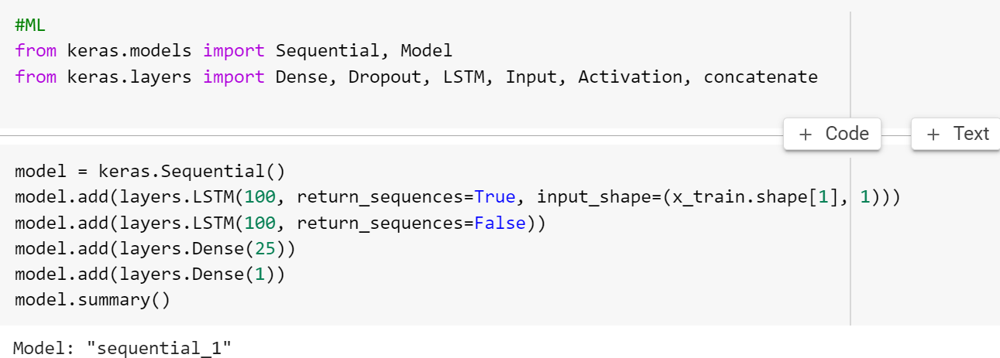 #ML
from keras.models import Sequential, Model
from keras.layers import Dense, Dropout, LSTM, Input, Activation, concatenate
+ Code
+ Text
model = keras.Sequential()
model.add(layers.LSTM(100, return_sequences=True, input_shape=(x_train.shape[1], 1)))
model.add(layers.LSTM(100, return_sequences=False))
model.add(layers.Dense(25))
model.add(layers.Dense(1))
model.summary()
Model: "sequential_1"